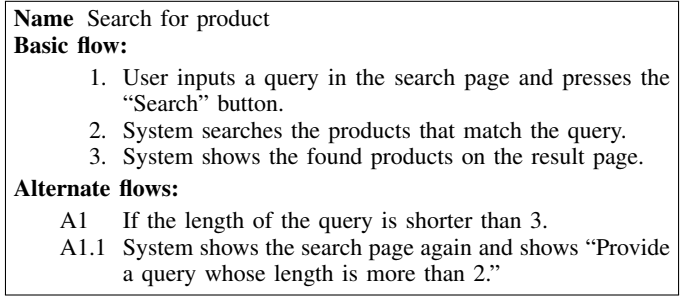 Name Search for product
Basic flow:
1. User inputs a query in the search page and presses the
“Search” button.
2. System searches the products that match the query.
3. System shows the found products on the result page.
Alternate flows:
A1 If the length of the query is shorter than 3.
A1.1 System shows the search page again and shows “Provide
a query whose length is more than 2.”